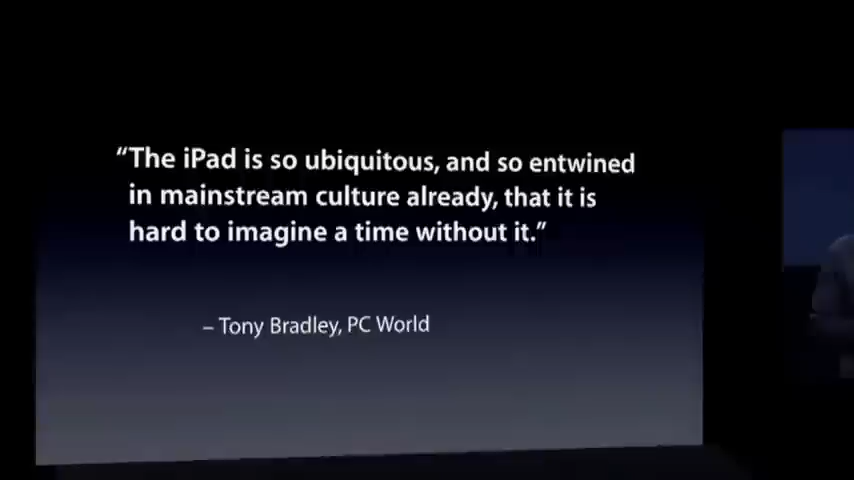 “The iPad is so ubiquitous, and so entwined
in mainstream culture already, that it is
hard to imagine a time without it.”
– Tony Bradley, PC World